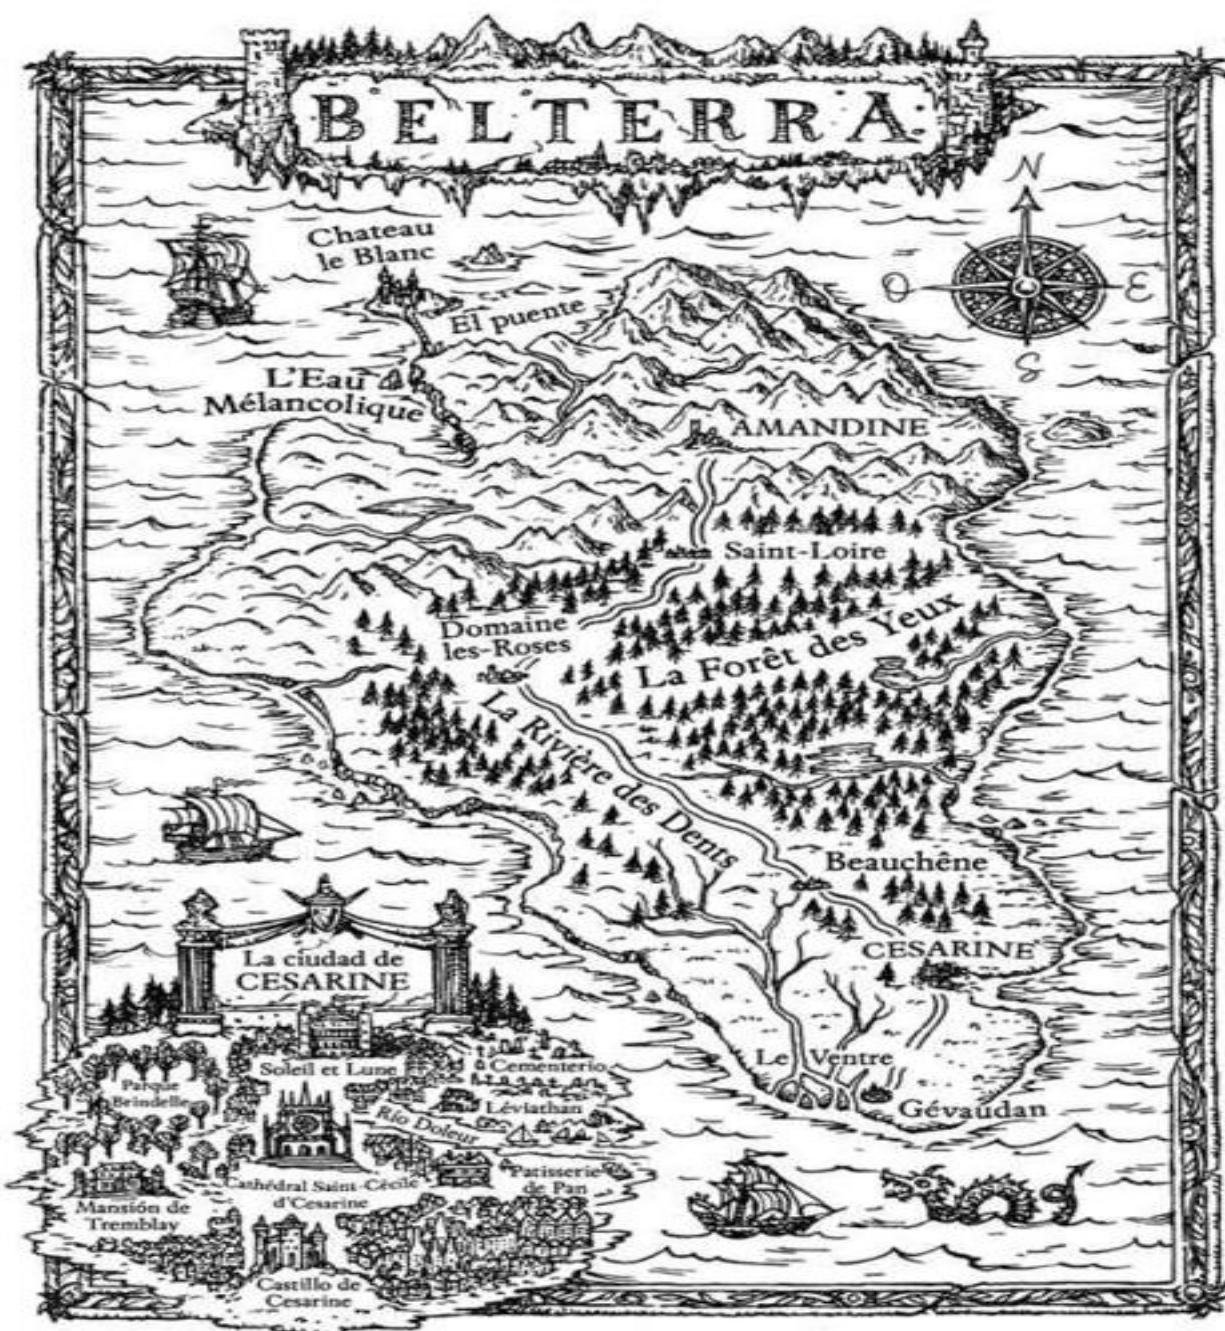 BELTERRA
N
O
E
S
Chateau
le Blanc
El puente
L'Eau
Mélancolique
AMANDINE
Saint-Loire
Domaine
les-Roses
La Forêt des Yeux
La Rivière des Dents
Beauchêne
CESARINE
Le Ventre
Gévaudan
La ciudad de
CESARINE
Soleil et Lune
Cementerio
Parque
Brindelle
Léviathan
Río Doleur
Cathédral Saint-Cécile
d'Cesarine
Patisserie
de Pan
Mansión de
Tremblay
Castillo de
Cesarine